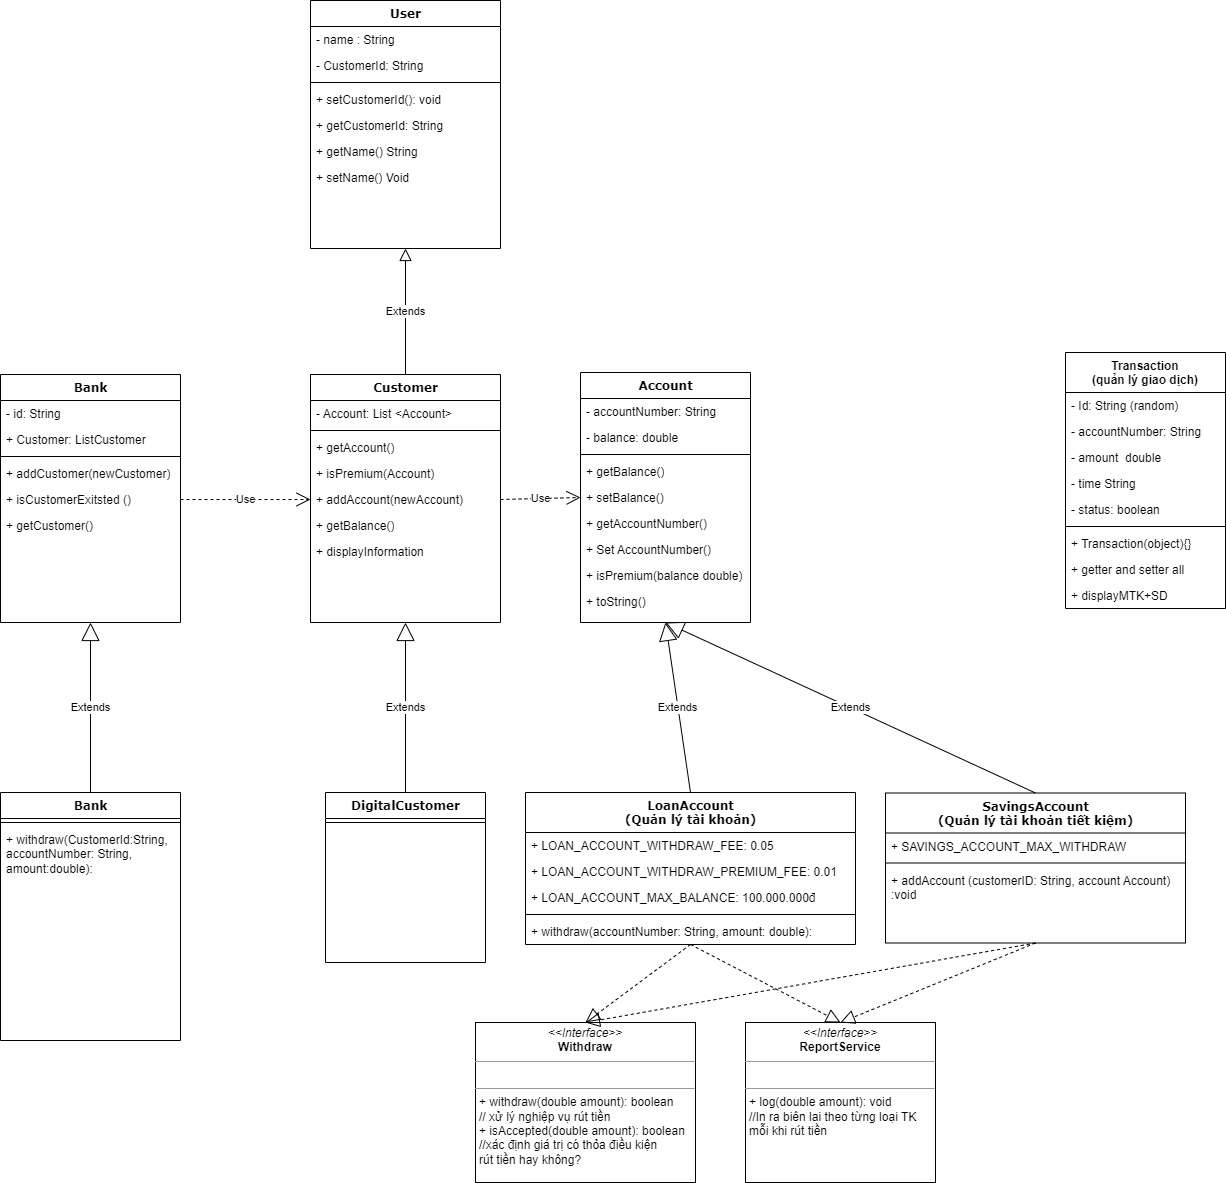 User
- name : String
- CustomerId: String
+ setCustomerId(): void
+ getCustomerId: String
+ getName() String
+ setName() Void
Extends
Bank
- id: String
+ Customer: ListCustomer
+ addCustomer(newCustomer)
+ isCustomerExitsted ()
+ getCustomer()
Use
Customer
- Account: List <Account>
+ getAccount()
+ isPremium(Account)
+ addAccount(newAccount)
+ getBalance()
+ displayInformation
Use
Account
- accountNumber: String
- balance: double
+ getBalance()
+ setBalance()
+ getAccountNumber()
+ Set AccountNumber()
+ isPremium(balance double)
+ toString()
Transaction
(quản lý giao dịch)
- Id: String (random)
- accountNumber: String
- amount double
- time String
- status: boolean
+ Transaction(object){}
+ getter and setter all
+ displayMTK+SD
Extends
Extends
Extends
Extends
Bank
+ withdraw(CustomerId:String,
accountNumber: String,
amount:double):
DigitalCustomer
LoanAccount
(Quản lý tài khoản)
+ LOAN_ACCOUNT_WITHDRAW_FEE: 0.05
+ LOAN_ACCOUNT_WITHDRAW_PREMIUM_FEE: 0.01
+ LOAN_ACCOUNT_MAX_BALANCE: 100.000.000đ
+ withdraw(accountNumber: String, amount: double):
SavingsAccount
(Quản lý tài khoản tiết kiệm)
+ SAVINGS_ACCOUNT_MAX_WITHDRAW
+ addAccount (customerID: String, account Account)
:void
<<Interface>>
Withdraw
+ withdraw(double amount): boolean
// xử lý nghiệp vụ rút tiền
+ isAccepted(double amount): boolean
//xác định giá trị có thỏa điều kiện
rút tiền hay không?
<<Interface>>
ReportService
+ log(double amount): void
//In ra biên lai theo từng loại TK
mỗi khi rút tiền